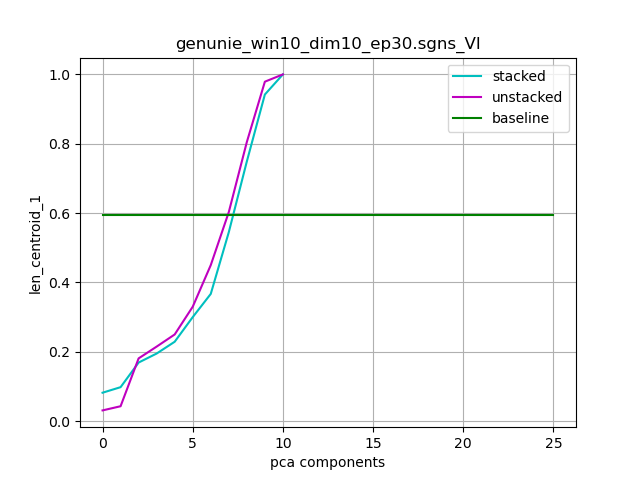 genunie_win10_dim10_ep30.sgns_VI
stacked
unstacked
baseline
len_centroid_1
1.0
0.8
0.6
0.4
0.2
0.0
0 5 10 15 20 25
pca components